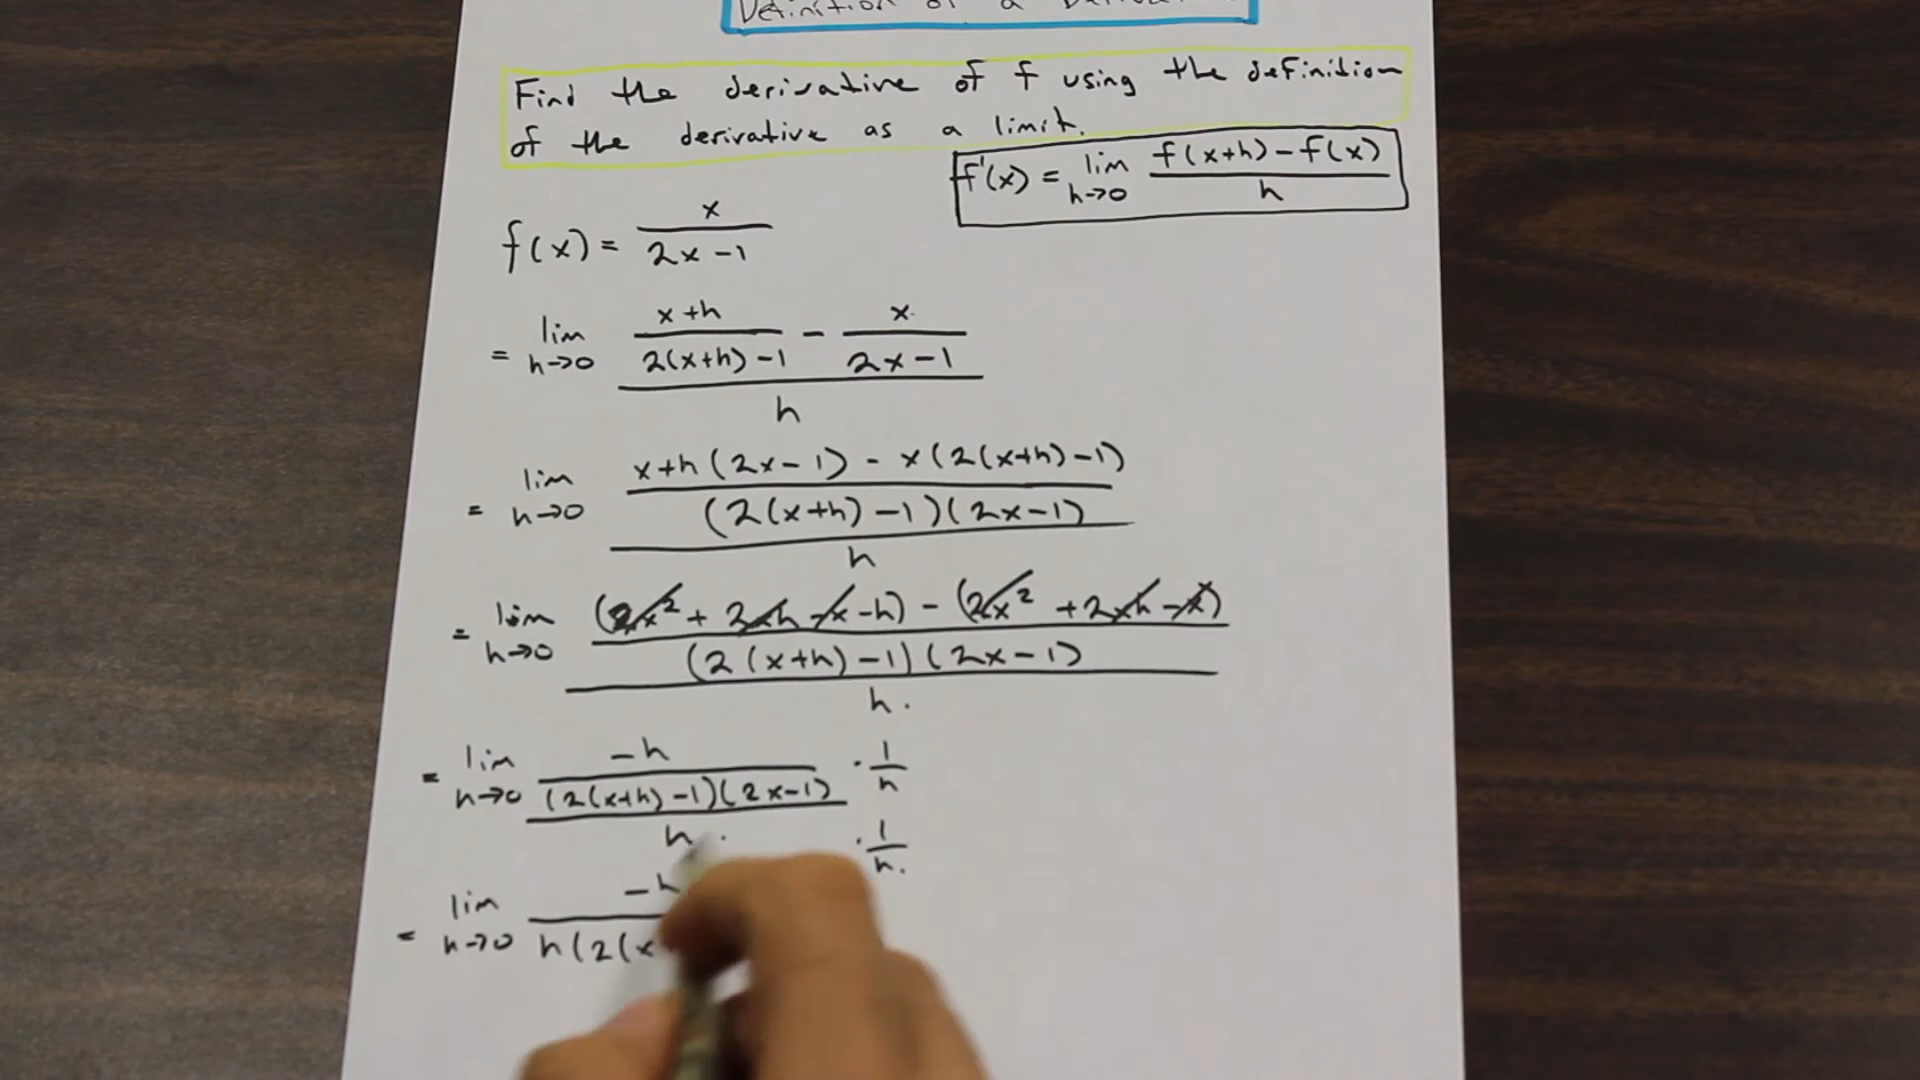 Definition of a
Find the derivative of f using the definition
of the derivative as a limit.
f'(x) = lim h→0 f(x+h) − f(x) / h
f(x) = x / 2x − 1
= lim h→0 x+h / 2(x+h) − 1 − x / 2x − 1 / h
= lim h→0 x+h (2x − 1) − x (2(x+h) − 1) / (2(x+h) − 1)(2x − 1) / h
= lim h→0 (2x² + 2xh − x − h) − (2x² + 2xh − x) / (2(x+h) − 1)(2x − 1) / h.
= lim h→0 −h / (2(x+h) − 1)(2x − 1) / h. · 1/h · 1/h.
= lim h→0 −h / h(2(x